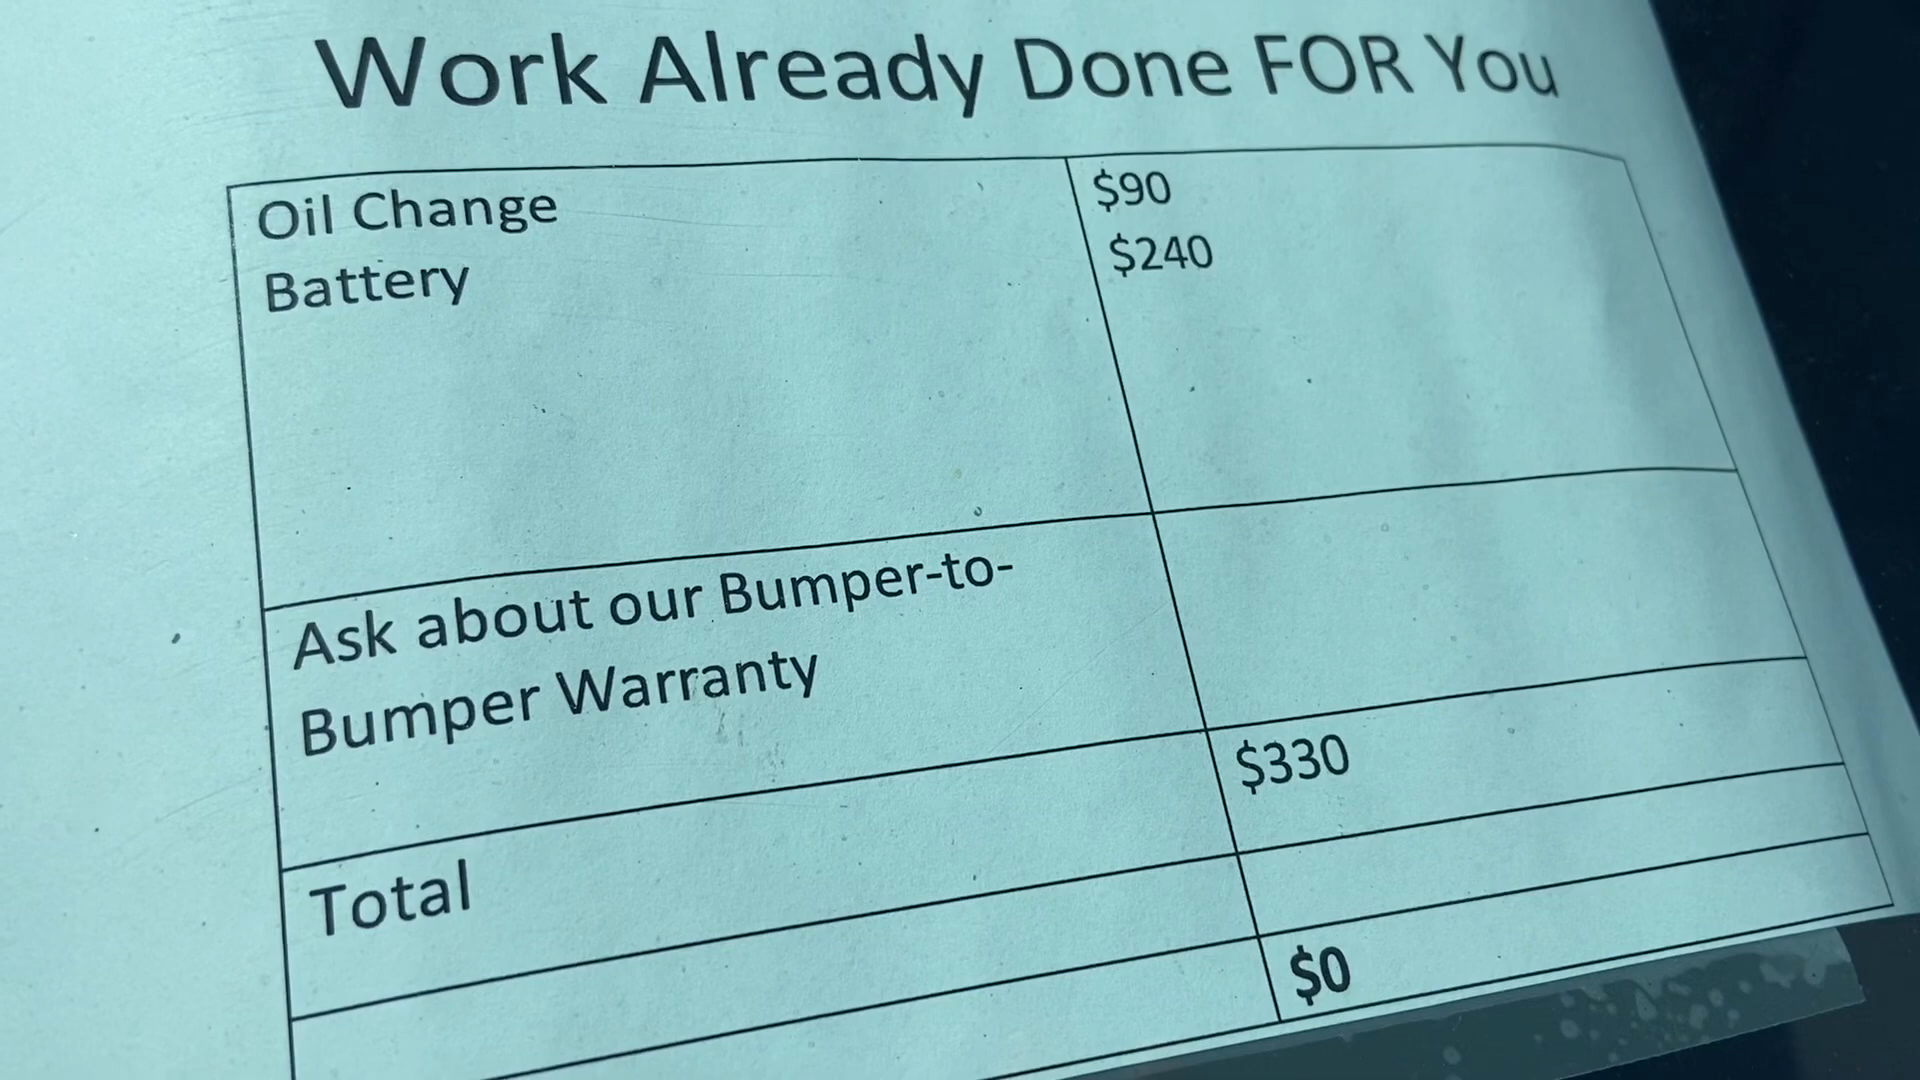 Work Already Done FOR You
Oil Change $90
Battery $240
Ask about our Bumper-to-
Bumper Warranty
Total $330
$0